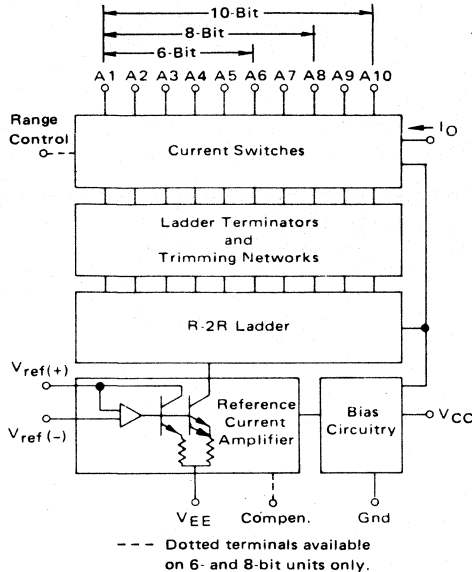 10-Bit
8-Bit
6-Bit
A1 A2 A3 A4 A5 A6 A7 A8 A9 A10
Range
Control
IO
Current Switches
Ladder Terminators
and
Trimming Networks
R-2R Ladder
Vref(+)
Vref(-)
Reference
Current
Amplifier
Bias
Circuitry
VCC
VEE
Compen.
Gnd
--- Dotted terminals available
on 6- and 8-bit units only.